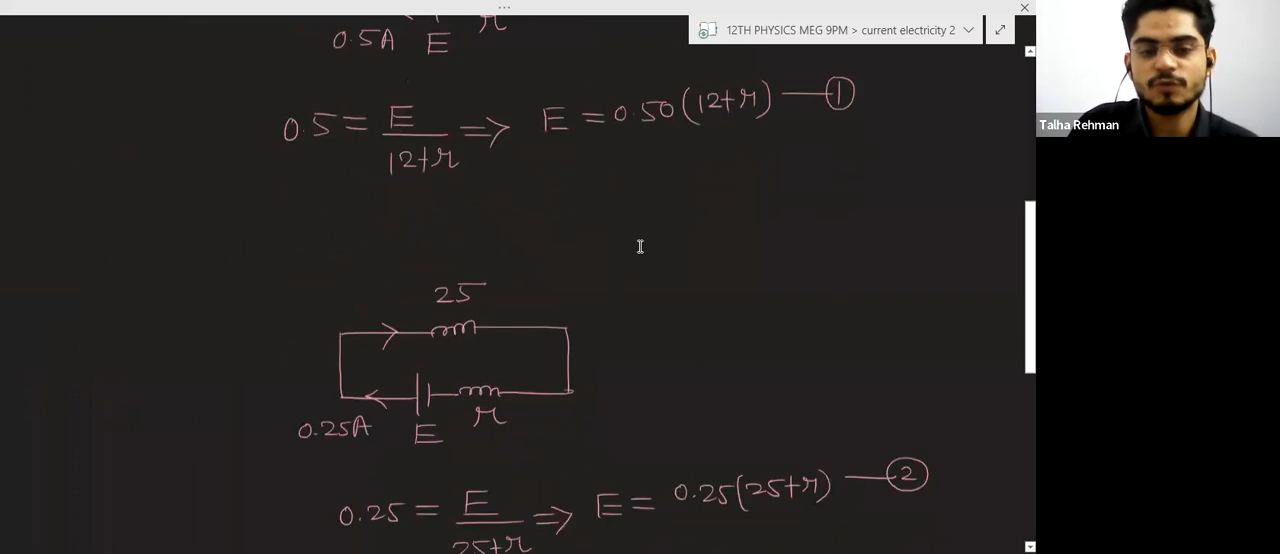 12TH PHYSICS MEG 9PM > current electricity 2
0.5A E r
Talha Rehman
0.5 = E/12+r ⇒ E = 0.50(12+r) — 1
25
0.25A E r
0.25 = E/25+r ⇒ E = 0.25(25+r) — 2